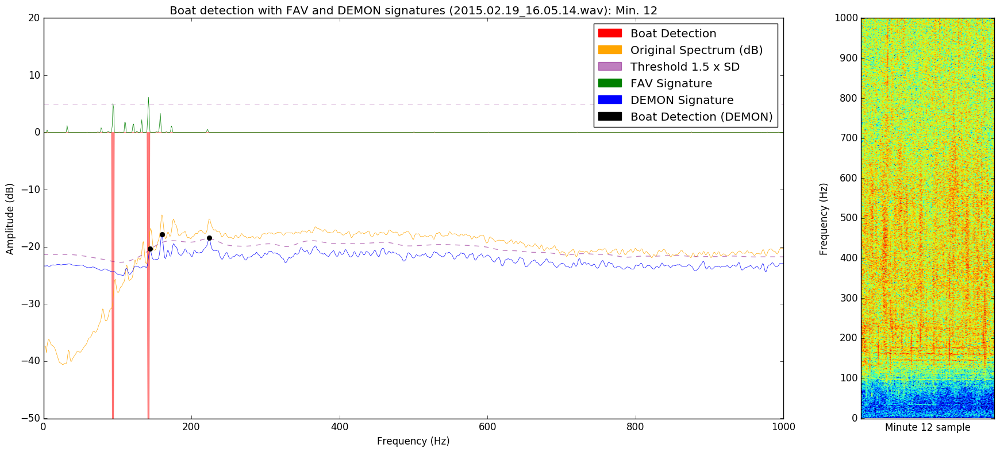 Boat detection with FAV and DEMON signatures (2015.02.19_16.05.14.wav): Min. 12
Boat Detection
Original Spectrum (dB)
Threshold 1.5 x SD
FAV Signature
DEMON Signature
Boat Detection (DEMON)
Amplitude (dB)
20
10
0
−10
−20
−30
−40
−50
0
200
400
600
800
1000
Frequency (Hz)
Frequency (Hz)
1000
900
800
700
600
500
400
300
200
100
0
Minute 12 sample